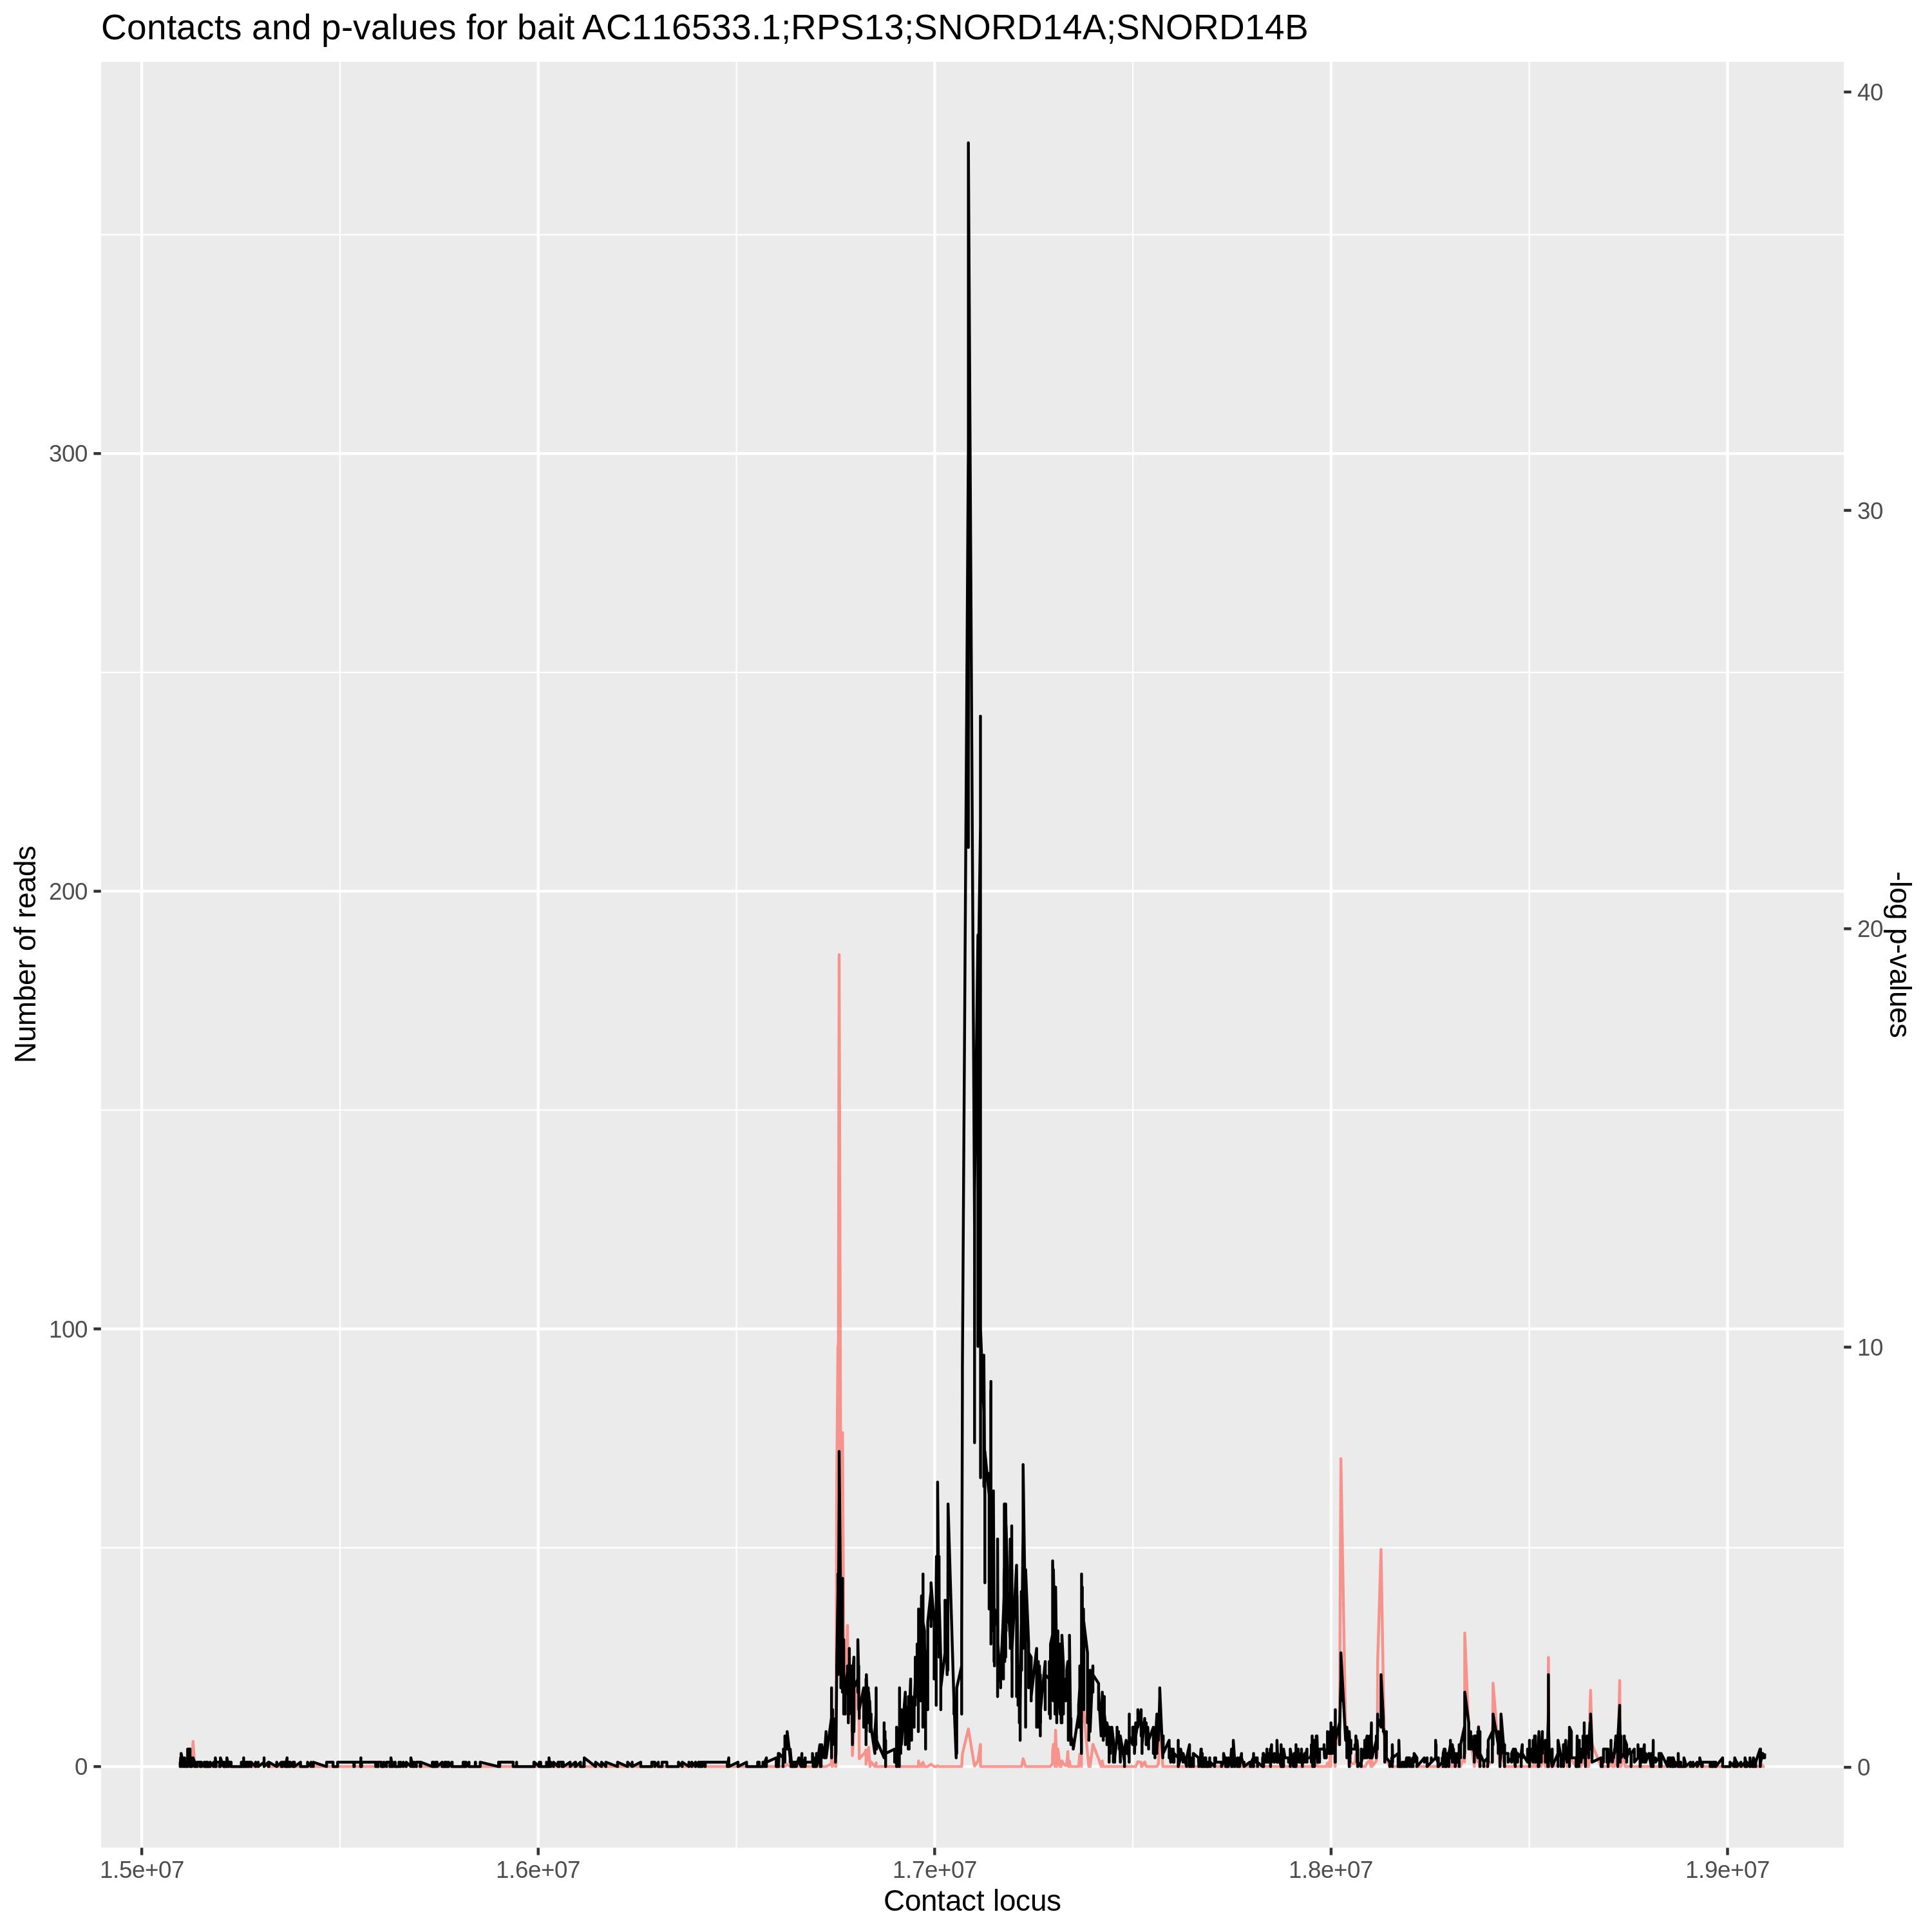 Contacts and p-values for bait AC116533.1;RPS13;SNORD14A;SNORD14B
40
300
30
Number of reads
200
20
-log p-values
100
10
0
0
1.5e+07
1.6e+07
1.7e+07
1.8e+07
1.9e+07
Contact locus